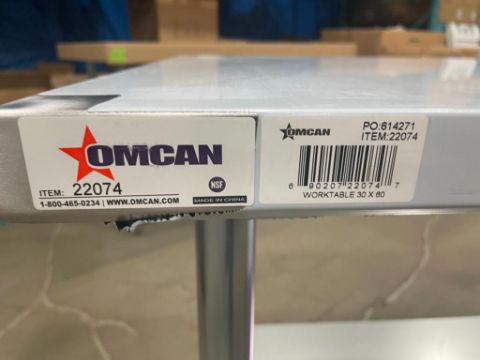 OMCAN
ITEM: 22074
NSF
1-800-465-0234 | WWW.OMCAN.COM
MADE IN CHINA
OMCAN
PO:614271
ITEM:22074
6 90207 22074 7
WORKTABLE 30 X 60